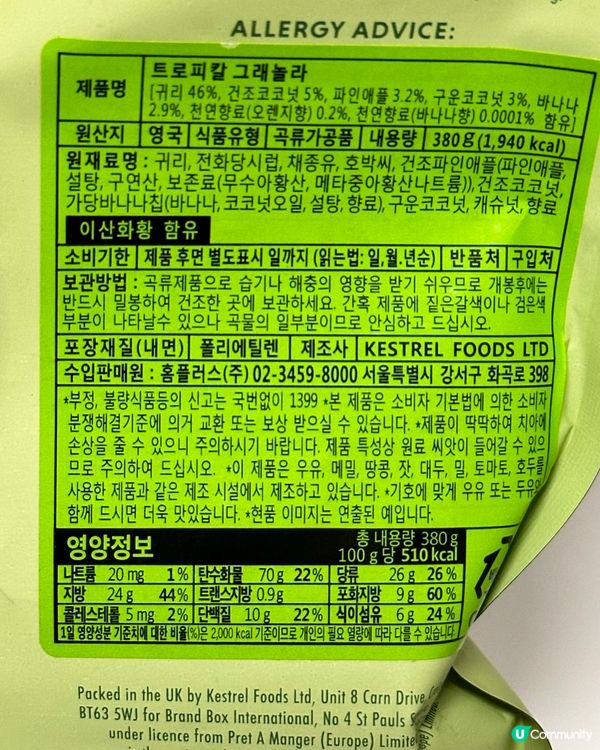 ALLERGY ADVICE:
제품명 트로피칼 그래놀라
[귀리 46%, 건조코코넛 5%, 파인애플 3.2%, 구운코코넛 3%, 바나나
2.9%, 천연향료(오렌지향) 0.2%, 천연향료(바나나향) 0.0001% 함유]
원산지 영국 식품유형 곡류가공품 내용량 380g(1,940 kcal)
원재료명 : 귀리, 전화당시럽, 채종유, 호박씨, 건조파인애플(파인애플,
설탕, 구연산, 보존료(무수아황산, 메타중아황산나트륨)), 건조코코넛,
가당바나나칩(바나나, 코코넛오일, 설탕, 향료), 구운코코넛, 캐슈넛, 향료
이산화황 함유
소비기한 제품 후면 별도표시 일까지 (읽는법: 일,월.년순) 반품처 구입처
보관방법 : 곡류제품으로 습기나 해충의 영향을 받기 쉬우므로 개봉후에는
반드시 밀봉하여 건조한 곳에 보관하세요. 간혹 제품에 짙은갈색이나 검은색
부분이 나타날수 있으나 곡물의 일부분이므로 안심하고 드십시오.
포장재질(내면) 폴리에틸렌 제조사 KESTREL FOODS LTD
수입판매원 : 홈플러스(주) 02-3459-8000 서울특별시 강서구 화곡로 398
*부정, 불량식품등의 신고는 국번없이 1399 *본 제품은 소비자 기본법에 의한 소비자
분쟁해결기준에 의거 교환 또는 보상 받으실 수 있습니다. *제품이 딱딱하여 치아에
손상을 줄 수 있으니 주의하시기 바랍니다. 제품 특성상 원료 씨앗이 들어갈 수 있으
므로 주의하여 드십시오. *이 제품은 우유, 메밀, 땅콩, 잣, 대두, 밀, 토마토, 호두를
사용한 제품과 같은 제조 시설에서 제조하고 있습니다. *기호에 맞게 우유 또는 두유와
함께 드시면 더욱 맛있습니다. *현품 이미지는 연출된 예입니다.
영양정보 총 내용량 380 g
100 g 당 510 kcal
나트륨 20 mg 1% 탄수화물 70 g 22% 당류 26 g 26%
지방 24 g 44% 트랜스지방 0.9 g 포화지방 9 g 60%
콜레스테롤 5 mg 2% 단백질 10 g 22% 식이섬유 6 g 24%
1일 영양성분 기준치에 대한 비율(%)은 2,000 kcal 기준이므로 개인의 필요 열량에 따라 다를 수 있습니다.
Packed in the UK by Kestrel Foods Ltd, Unit 8 Carn Drive
BT63 5WJ for Brand Box International, No 4 St Pauls
under licence from Pret A Manger (Europe) Limite
U Community